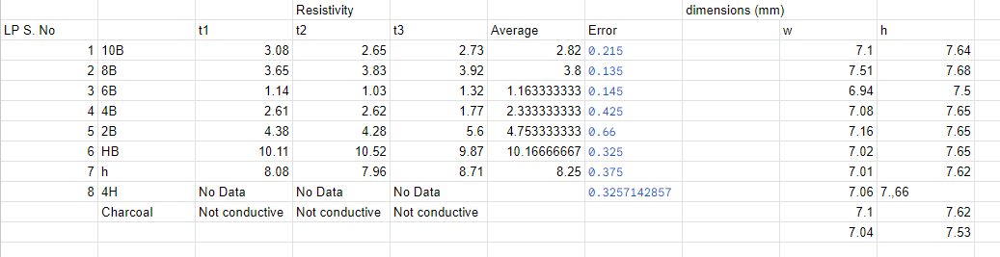 Resistivity dimensions (mm)
LP S. No t1 t2 t3 Average Error w h
1 10B 3.08 2.65 2.73 2.82 0.215 7.1 7.64
2 8B 3.65 3.83 3.92 3.8 0.135 7.51 7.68
3 6B 1.14 1.03 1.32 1.163333333 0.145 6.94 7.5
4 4B 2.61 2.62 1.77 2.333333333 0.425 7.08 7.65
5 2B 4.38 4.28 5.6 4.753333333 0.66 7.16 7.65
6 HB 10.11 10.52 9.87 10.16666667 0.325 7.02 7.65
7 h 8.08 7.96 8.71 8.25 0.375 7.01 7.62
8 4H No Data No Data No Data 0.3257142857 7.06 7.,66
Charcoal Not conductive Not conductive Not conductive 7.1 7.62
7.04 7.53